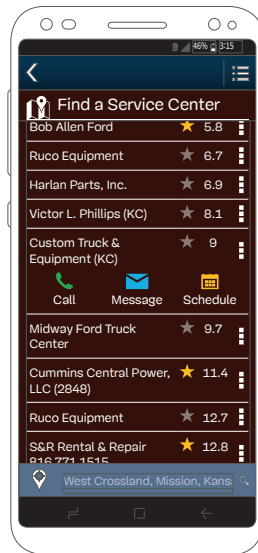 46% 3:15
Find a Service Center
Bob Allen Ford 5.8
Ruco Equipment 6.7
Harlan Parts, Inc. 6.9
Victor L. Phillips (KC) 8.1
Custom Truck & 9
Equipment (KC)
Call Message Schedule
Midway Ford Truck 9.7
Center
Cummins Central Power, 11.4
LLC (2848)
Ruco Equipment 12.7
S&R Rental & Repair 12.8
816 771 1515
West Crossland, Mission, Kans